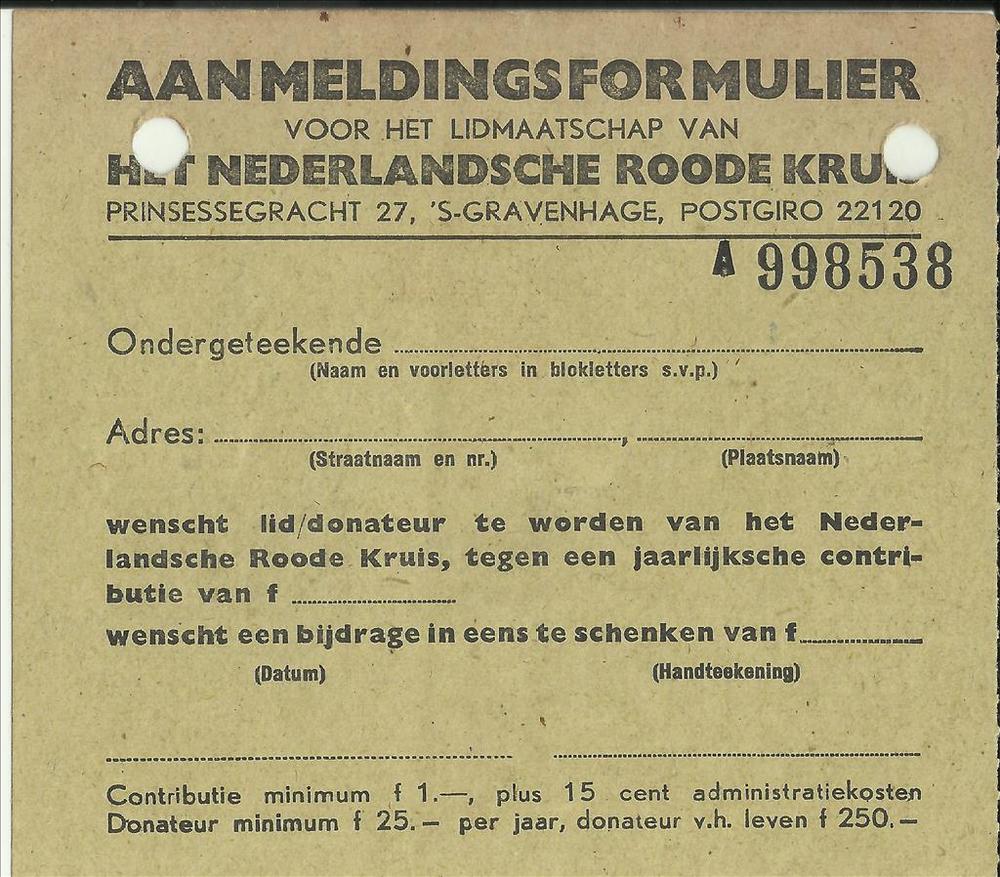 AANMELDINGSFORMULIER
VOOR HET LIDMAATSCHAP VAN
HET NEDERLANDSCHE ROODE KRUIS
PRINSESSEGRACHT 27, 'S-GRAVENHAGE, POSTGIRO 22120
A 998538
Ondergeteekende
(Naam en voorletters in blokletters s.v.p.)
Adres: ,
(Straatnaam en nr.) (Plaatsnaam)
wenscht lid/donateur te worden van het Neder-
landsche Roode Kruis, tegen een jaarlijksche contri-
butie van f
wenscht een bijdrage in eens te schenken van f
(Datum) (Handteekening)
Contributie minimum f 1.—, plus 15 cent administratiekosten
Donateur minimum f 25.— per jaar, donateur v.h. leven f 250.—